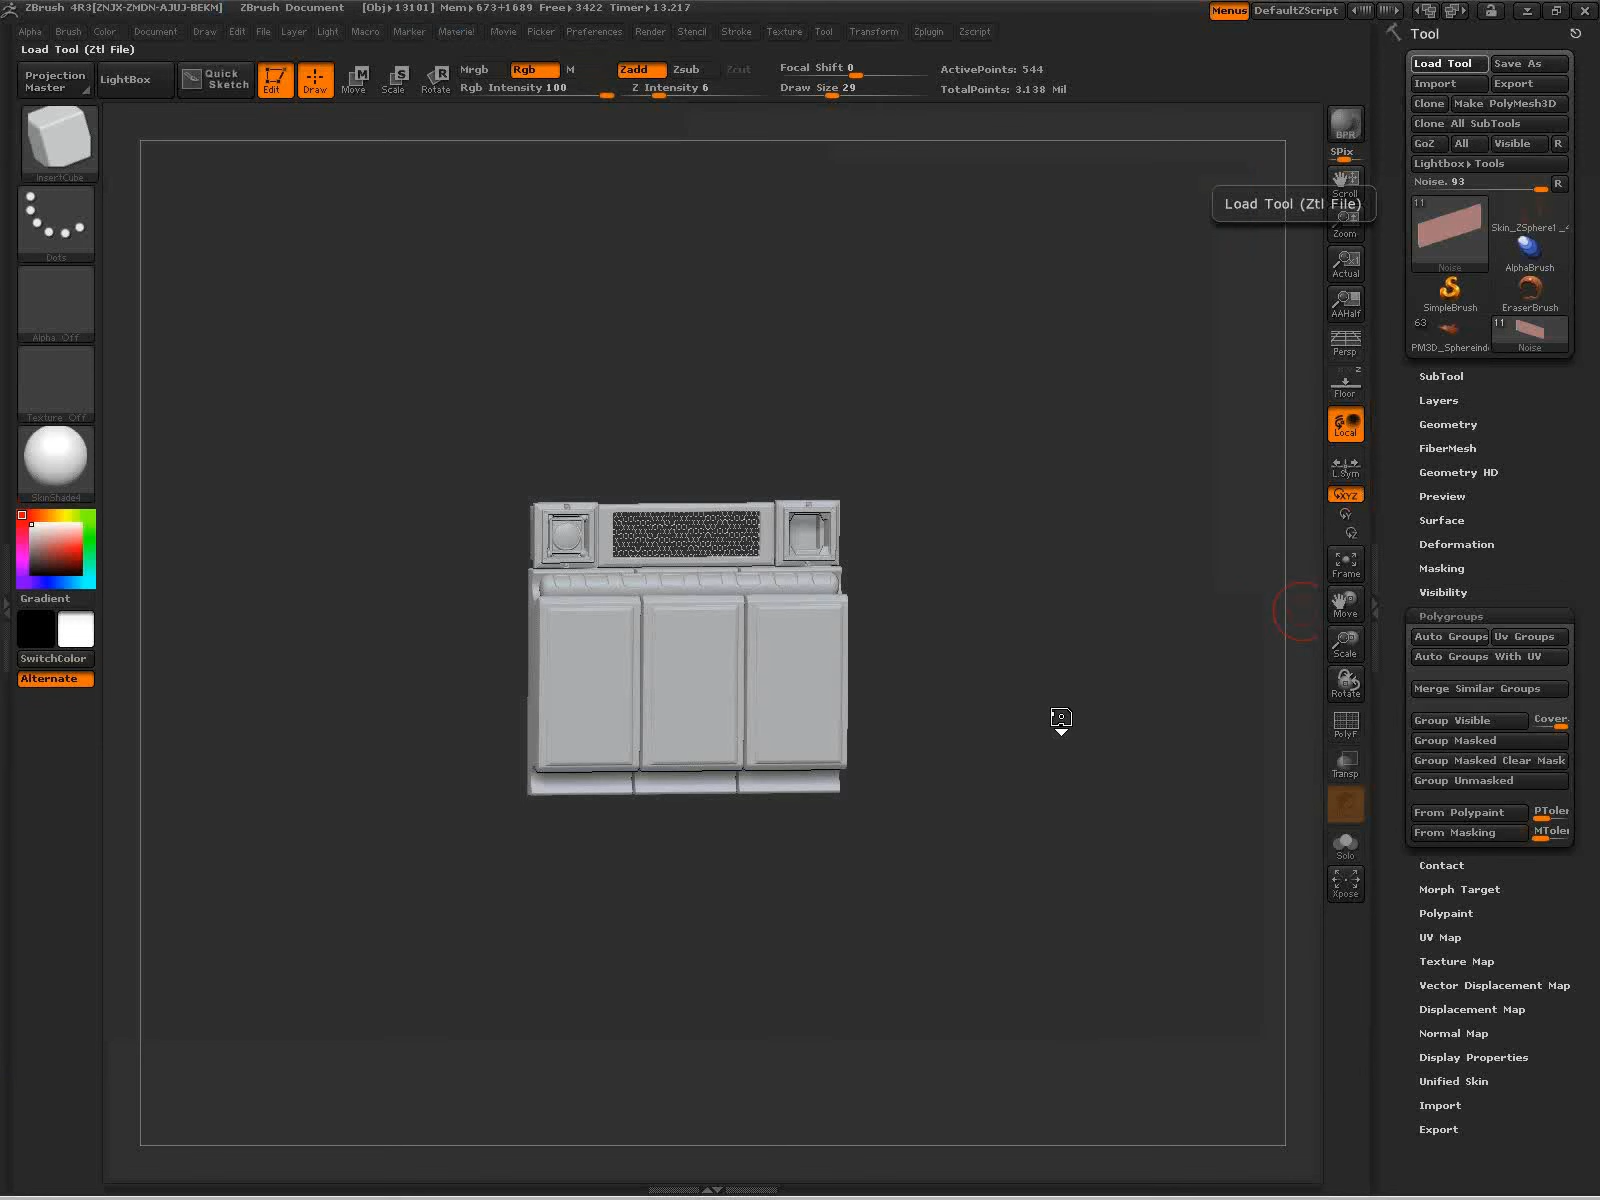 ZBrush 4R3[ZNJX-ZMDN-AJUJ-BEKM] ZBrush Document [Obj▸13101] Mem▸673+1689 Free▸3422 Timer▸13.217 Menus DefaultZScript
Alpha Brush Color Document Draw Edit File Layer Light Macro Marker Material Movie Picker Preferences Render Stencil Stroke Texture Tool Transform Zplugin Zscript
Load Tool (Ztl File)
Projection Master
LightBox
Quick Sketch
Edit
Draw
Move
Scale
Rotate
Mrgb Rgb M
Rgb Intensity 100
Zadd Zsub Zcut
Z Intensity 6
Focal Shift 0
Draw Size 29
ActivePoints: 544
TotalPoints: 3.138 Mil
InsertCube
Dots
Alpha Off
Texture Off
SkinShade4
Gradient
SwitchColor
Alternate
Load Tool (Ztl File)
BPR
SPix
Scroll
Zoom
Actual
AAHalf
Persp
Floor
Local
L.Sym
XYZ
Y
Z
Frame
Move
Scale
Rotate
PolyF
Transp
Solo
Xpose
Tool
Load Tool Save As
Import Export
Clone Make PolyMesh3D
Clone All SubTools
GoZ All Visible R
Lightbox▸Tools
Noise. 93 R
11
Noise
Skin_ZSphere1_4
AlphaBrush
SimpleBrush
EraserBrush
63
PM3D_Sphereind
11
Noise
SubTool
Layers
Geometry
FiberMesh
Geometry HD
Preview
Surface
Deformation
Masking
Visibility
Polygroups
Auto Groups Uv Groups
Auto Groups With UV
Merge Similar Groups
Group Visible Cover.
Group Masked
Group Masked Clear Mask
Group Unmasked
From Polypaint PToler
From Masking MToler
Contact
Morph Target
Polypaint
UV Map
Texture Map
Vector Displacement Map
Displacement Map
Normal Map
Display Properties
Unified Skin
Import
Export